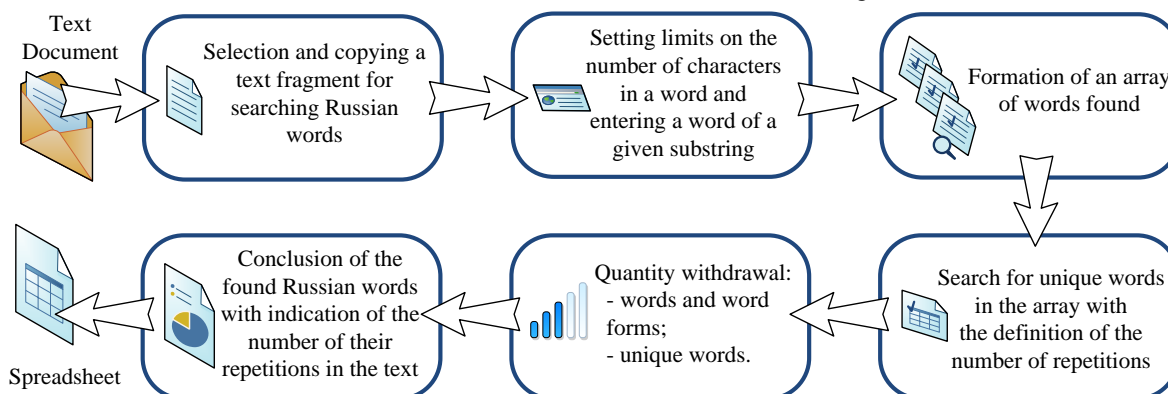 Text
Document
Selection and copying a
text fragment for
searching Russian
words
Setting limits on the
number of characters
in a word and
entering a word of a
given substring
Formation of an array
of words found
Search for unique words
in the array with
the definition of the
number of repetitions
Quantity withdrawal:
- words and word
forms;
- unique words.
Conclusion of the
found Russian words
with indication of the
number of their
repetitions in the text
Spreadsheet